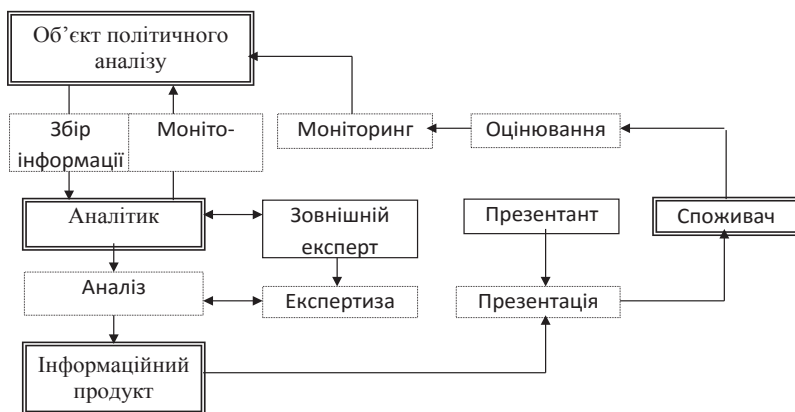 Об’єкт політичного
аналізу
Збір
інформації
Моніто-
Моніторинг
Оцінювання
Аналітик
Зовнішній
експерт
Презентант
Споживач
Аналіз
Експертиза
Презентація
Інформаційний
продукт